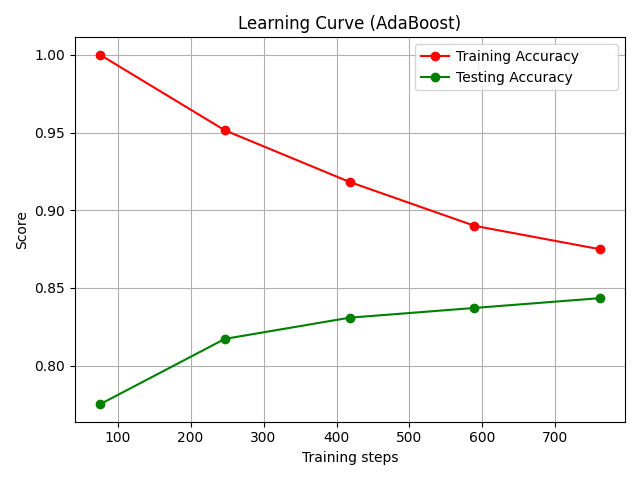 Learning Curve (AdaBoost)
Training Accuracy
Testing Accuracy
1.00
0.95
0.90
0.85
0.80
Score
100 200 300 400 500 600 700
Training steps